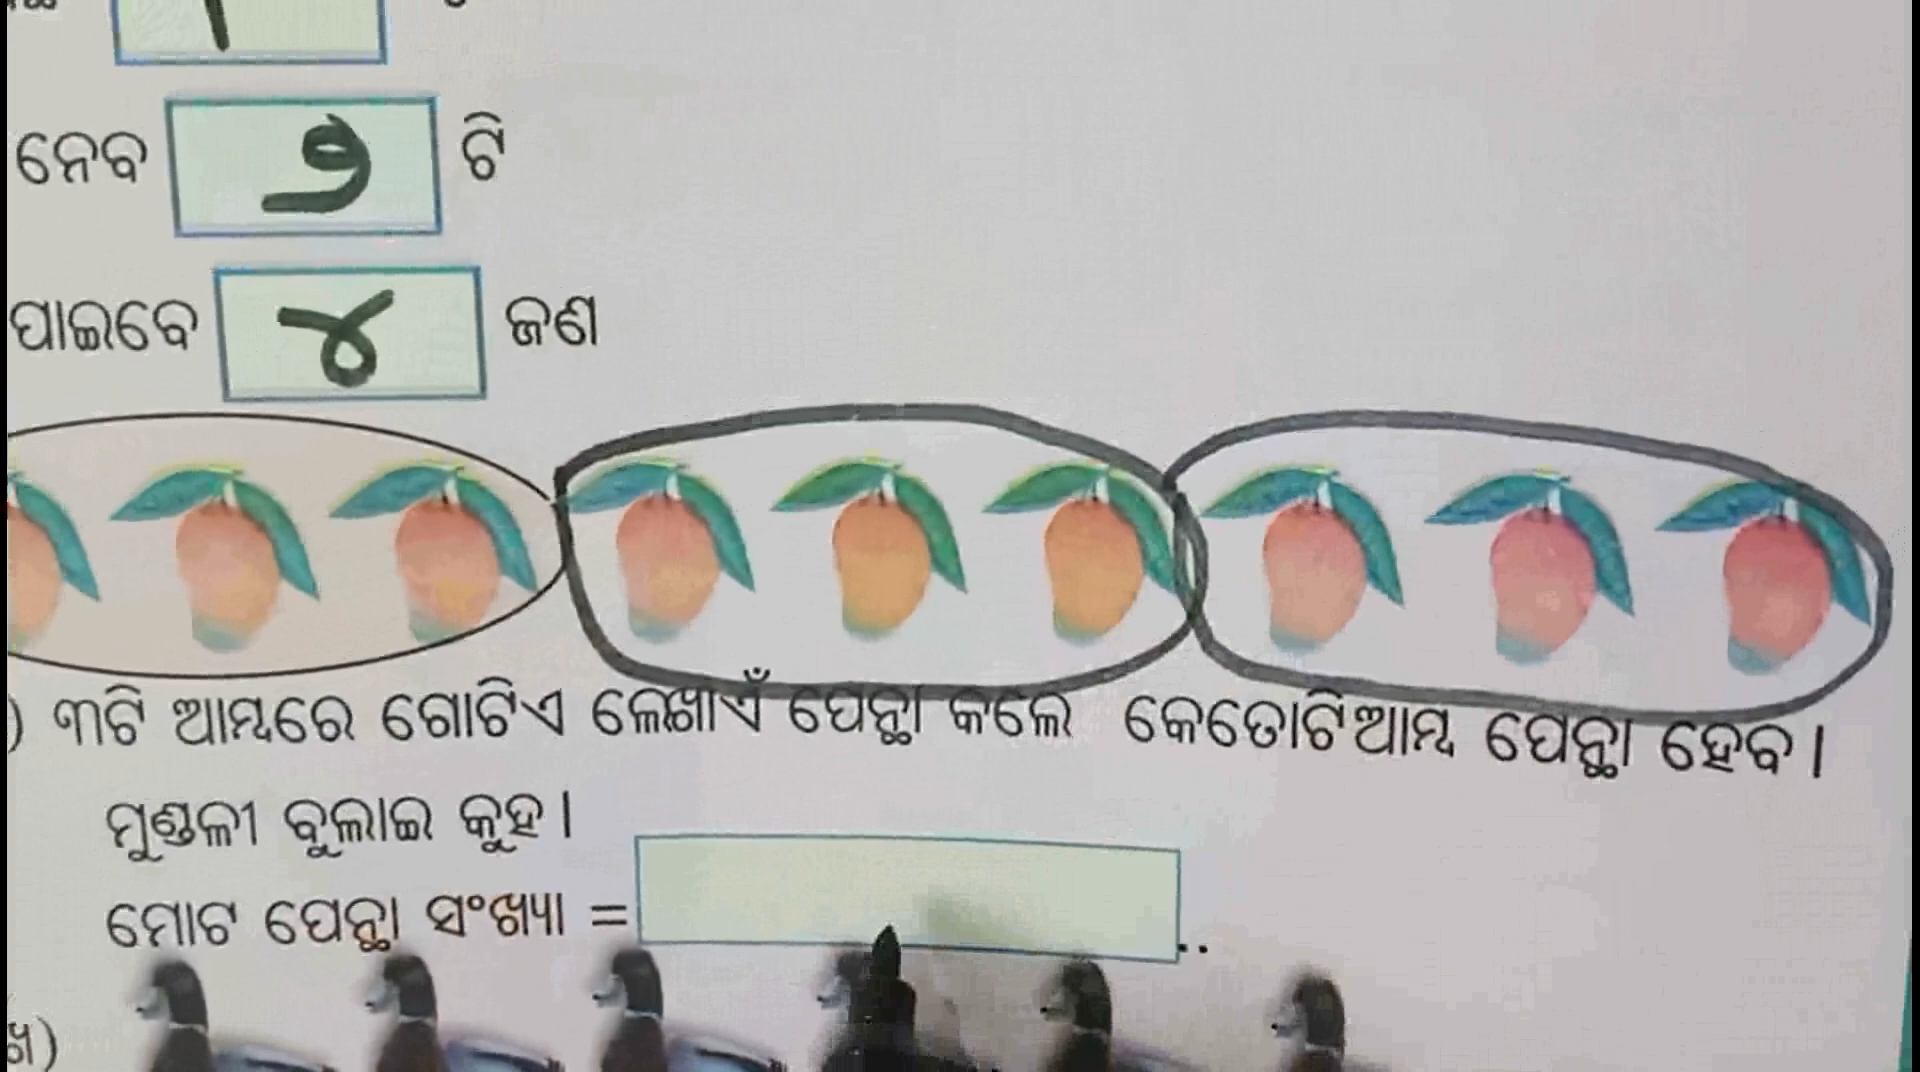 ନେବ ୬ ଟି
ପାଇବେ ୪ ଜଣ
) ୩ଟି ଆମ୍ବରେ ଗୋଟିଏ ଲେଖାଏଁ ପେନ୍ଥା କଲେ କେତୋଟି ଆମ୍ବ ପେନ୍ଥା ହେବ।
ମୁଣ୍ଡଳୀ ବୁଲାଇ କୁହ।
ମୋଟ ପେନ୍ଥା ସଂଖ୍ୟା = ..
ଖ)